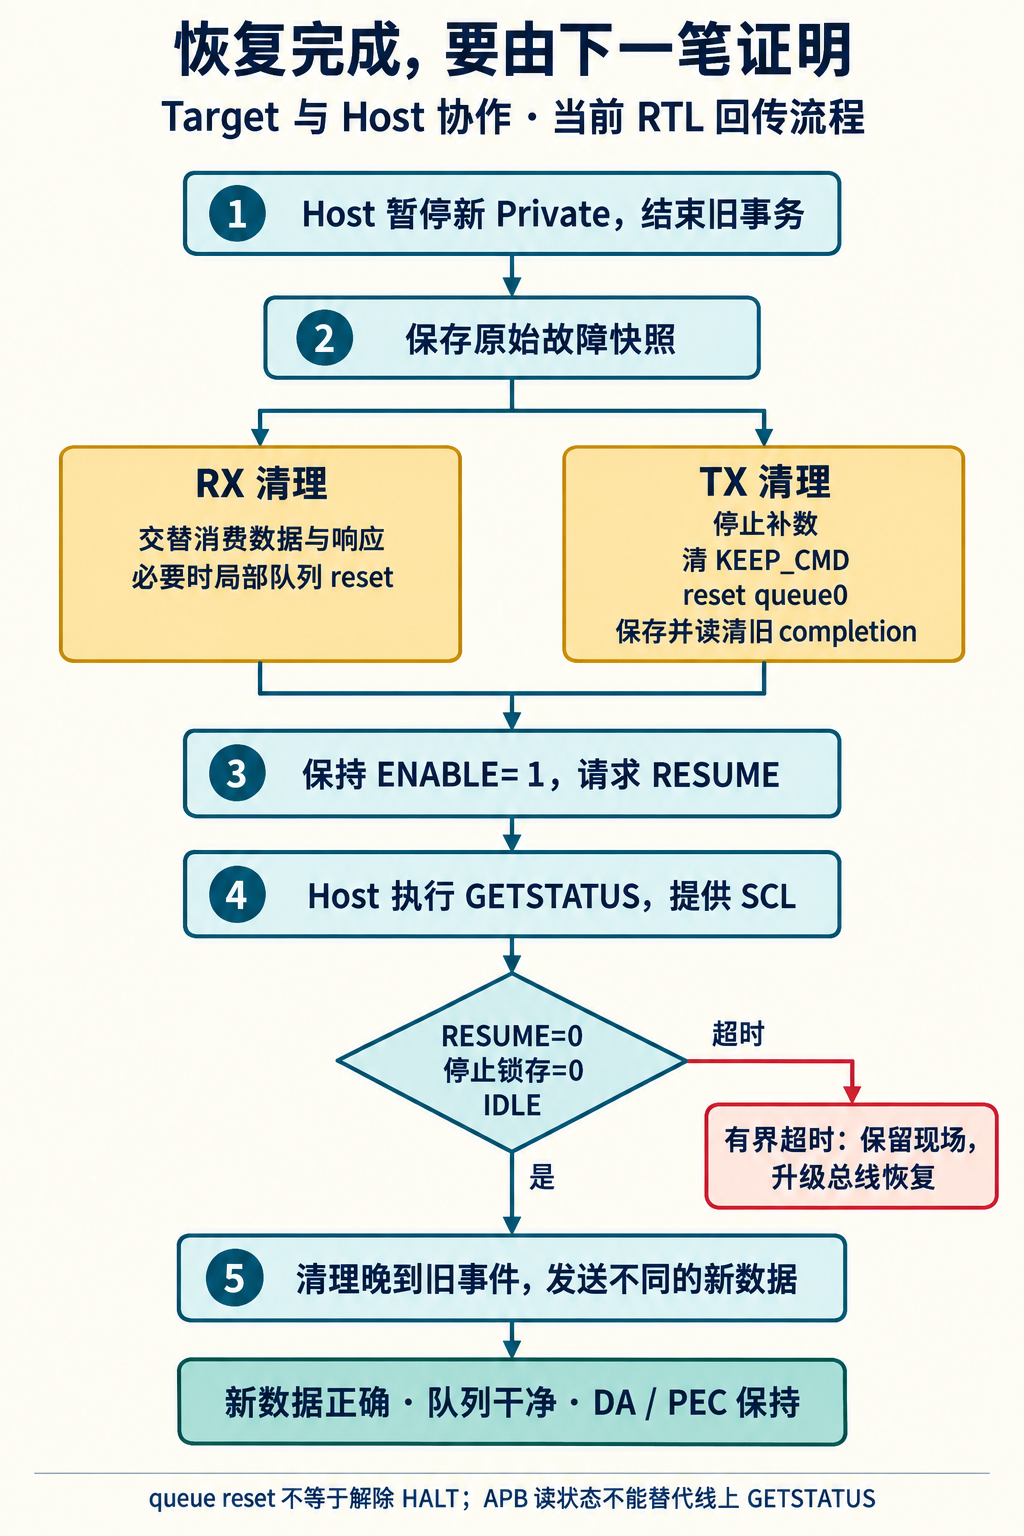 恢复完成，要由下一笔证明
Target 与 Host 协作 · 当前 RTL 回传流程
1 Host 暂停新 Private，结束旧事务
2 保存原始故障快照
RX 清理
交替消费数据与响应
必要时局部队列 reset
TX 清理
停止补数
清 KEEP_CMD
reset queue0
保存并读清旧 completion
3 保持 ENABLE= 1，请求 RESUME
4 Host 执行 GETSTATUS，提供 SCL
RESUME=0
停止锁存=0
IDLE
超时
有界超时：保留现场，
升级总线恢复
是
5 清理晚到旧事件，发送不同的新数据
新数据正确 · 队列干净 · DA / PEC 保持
queue reset 不等于解除 HALT；APB 读状态不能替代线上 GETSTATUS